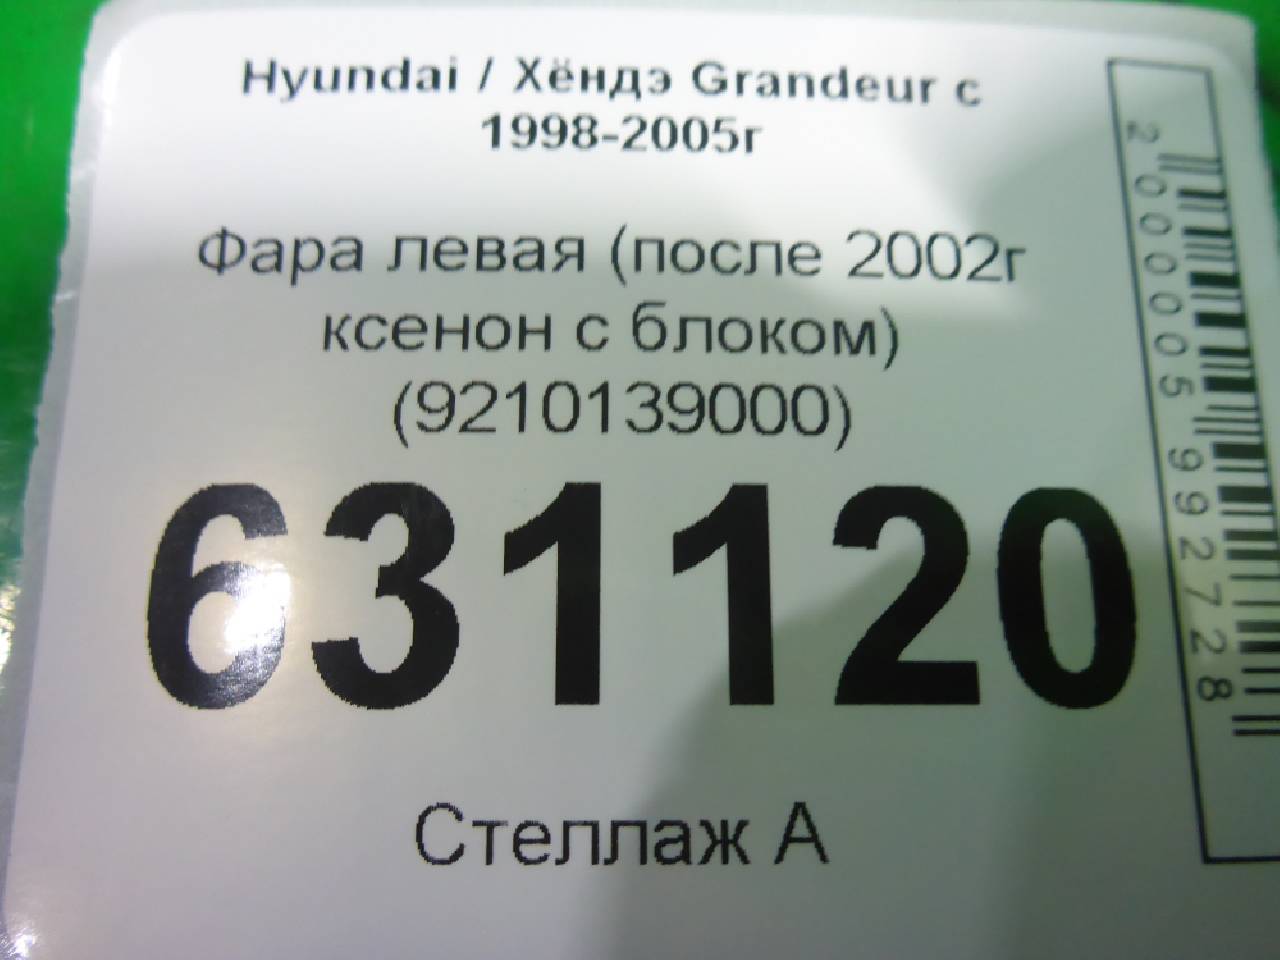 Hyundai / Хёндэ Grandeur с
1998-2005г
Фара левая (после 2002г
ксенон с блоком)
(9210139000)
631120
Стеллаж А
2000005992728